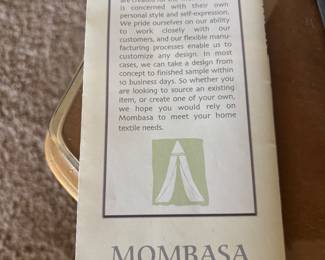 is concerned with their own
personal style and self-expression.
We pride ourselves on our ability
to work closely with our
customers, and our flexible manu-
facturing processes enable us to
customize any design. In most
cases, we can take a design from
concept to finished sample within
10 business days. So whether you
are looking to source an existing
item, or create one of your own,
we hope you would rely on
Mombasa to meet your home
textile needs.
MOMBASA